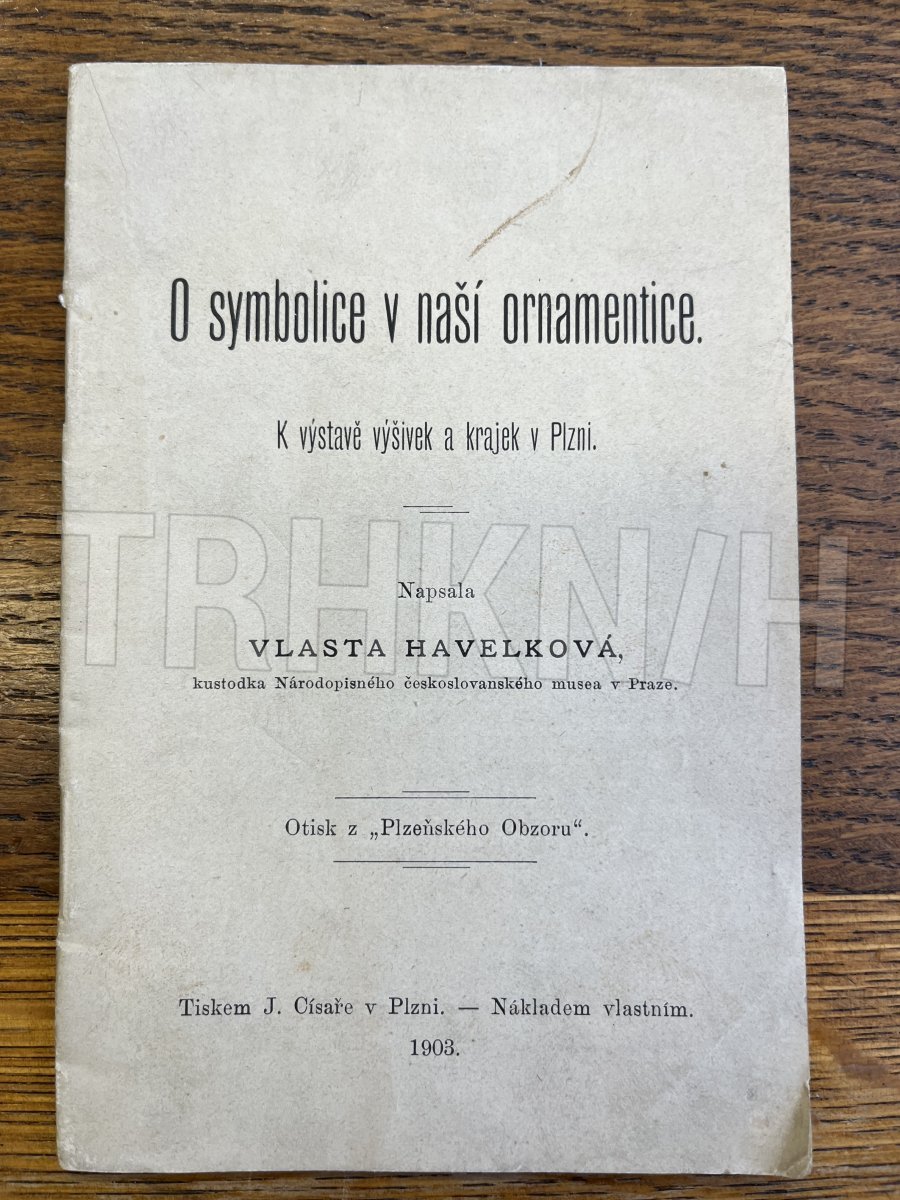 O symbolice v naší ornamentice.
K výstavě výšivek a krajek v Plzni.
TRHKN/H
Napsala
VLASTA HAVELKOVÁ,
kustodka Národopisného českoslovanského musea v Praze.
Otisk z „Plzeňského Obzoru“.
Tiskem J. Císaře v Plzni. — Nákladem vlastním.
1903.